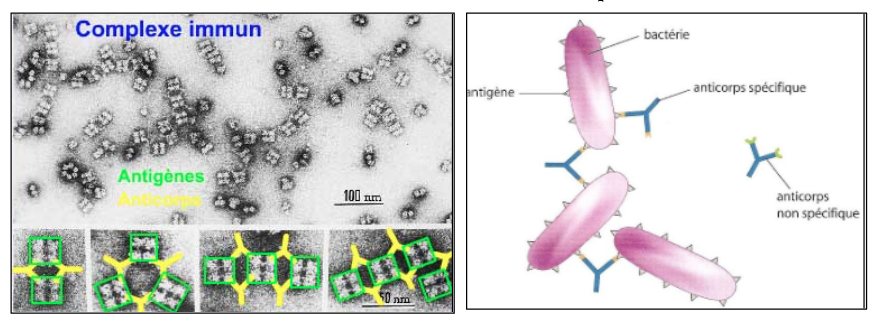 Complexe immun
Antigènes
Anticorps
100 nm
50 nm
bactérie
antigène
anticorps spécifique
anticorps
non spécifique